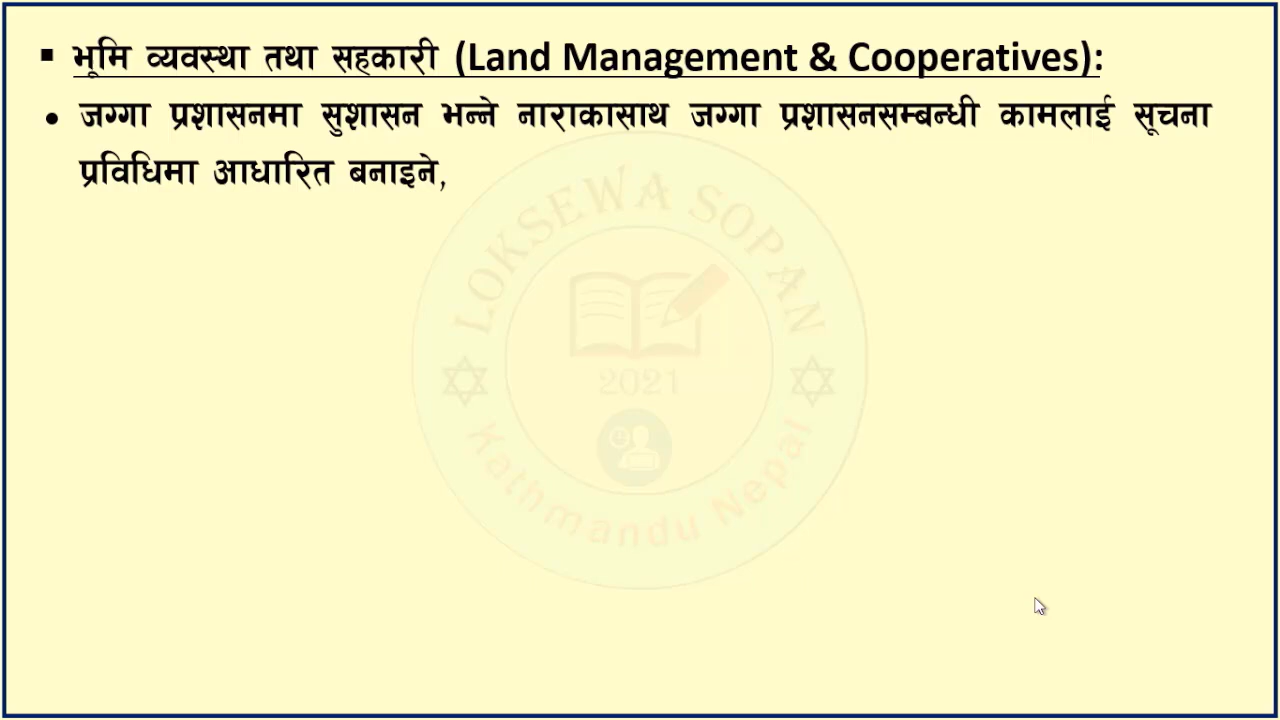 ▪ भूमि व्यवस्था तथा सहकारी (Land Management & Cooperatives):
• जग्गा प्रशासनमा सुशासन भन्ने नाराकासाथ जग्गा प्रशासनसम्बन्धी कामलाई सूचना
प्रविधिमा आधारित बनाइने,
LOKSEWA SOPAN
2021
Kathmandu Nepal